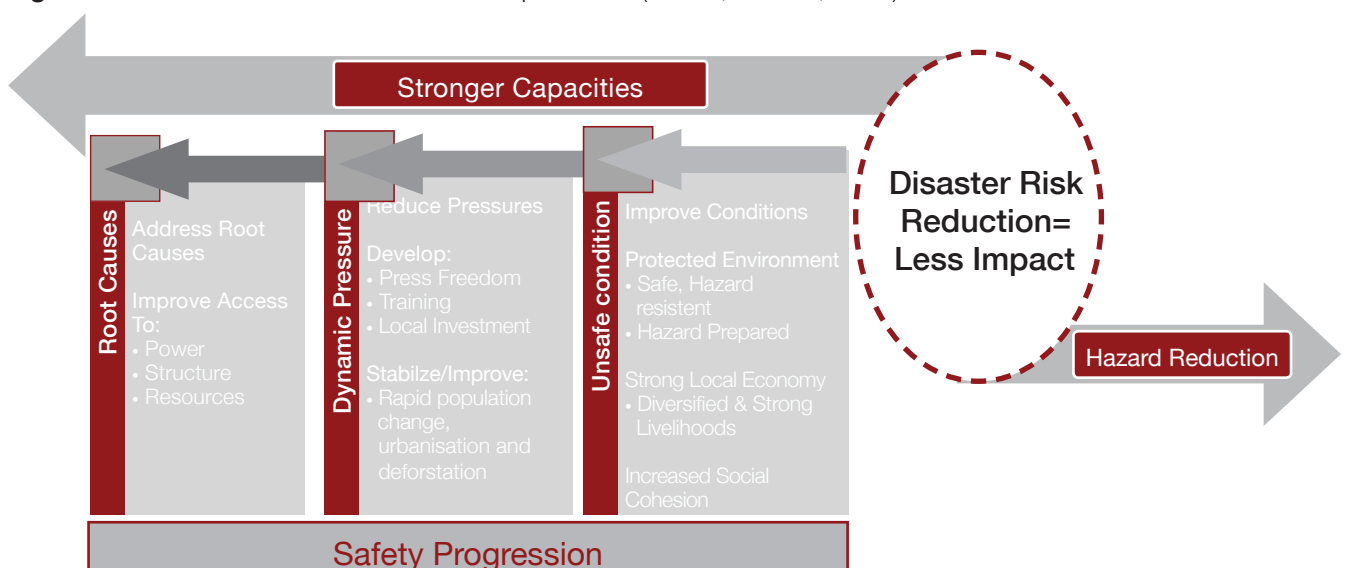 Stronger Capacities
Root Causes
Address Root
Causes
Improve Access
To:
• Power
• Structure
• Resources
Dynamic Pressure
Reduce Pressures
Develop:
• Press Freedom
• Training
• Local Investment
Stabilze/Improve:
• Rapid population
change,
urbanisation and
deforstation
Unsafe condition
Improve Conditions
Protected Environment
• Safe, Hazard
resistent
• Hazard Prepared
Strong Local Economy
• Diversified & Strong
Livelihoods
Increased Social
Cohesion
Disaster Risk
Reduction=
Less Impact
Hazard Reduction
Safety Progression